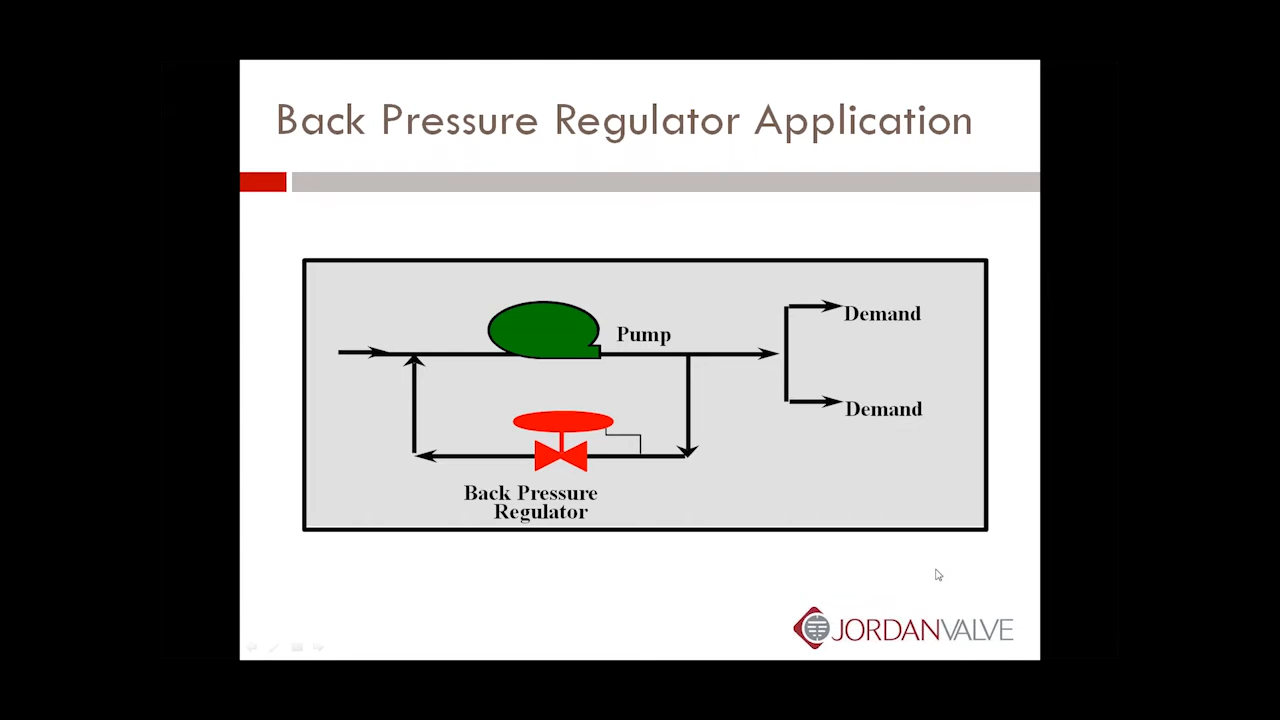 Back Pressure Regulator Application
Pump
Demand
Demand
Back Pressure
Regulator
JORDANVALVE